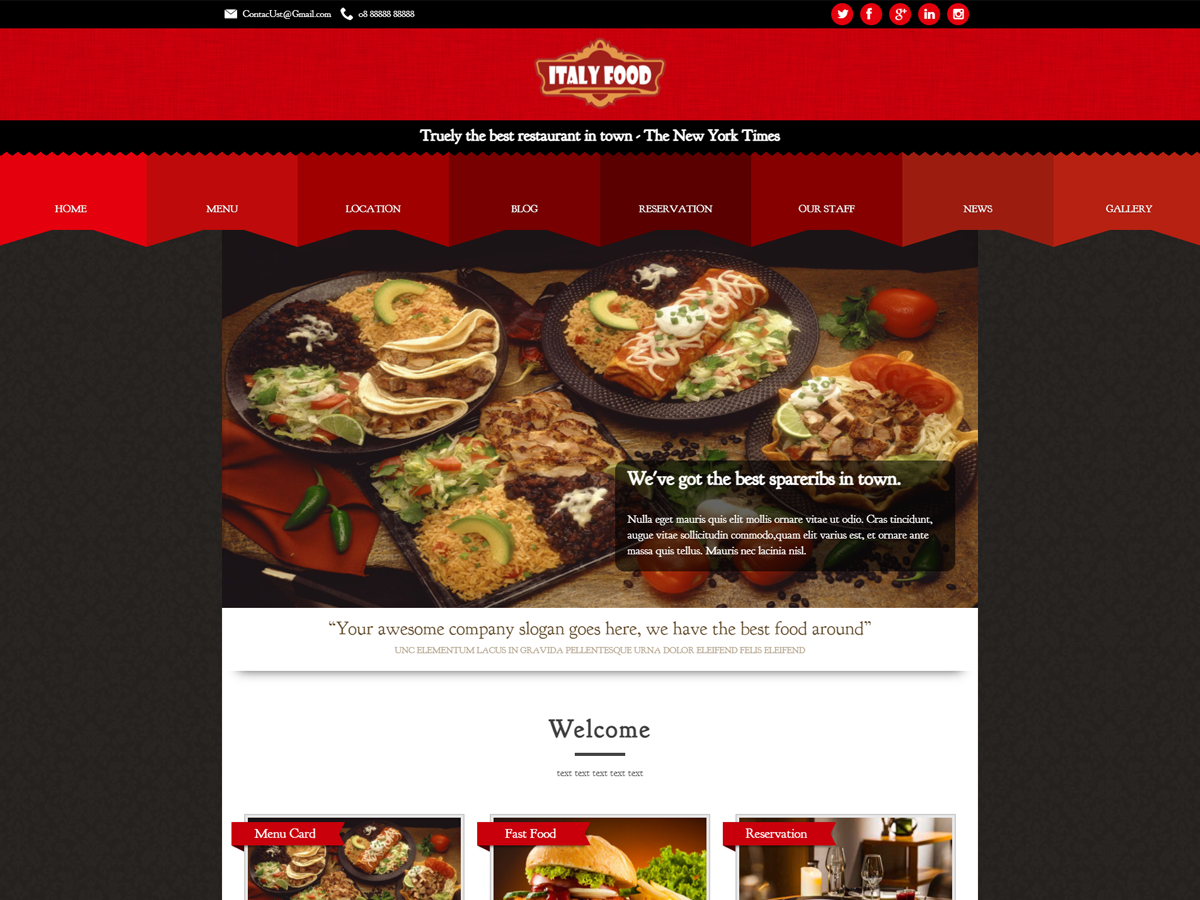 ContacUst@Gmail.com 08 88888 88888
ITALY FOOD
Truely the best restaurant in town - The New York Times
HOME MENU LOCATION BLOG RESERVATION OUR STAFF NEWS GALLERY
We've got the best spareribs in town.
Nulla eget mauris quis elit mollis ornare vitae ut odio. Cras tincidunt,
augue vitae sollicitudin commodo,quam elit varius est, et ornare ante
massa quis tellus. Mauris nec lacinia nisl.
“Your awesome company slogan goes here, we have the best food around”
UNC ELEMENTUM LACUS IN GRAVIDA PELLENTESQUE URNA DOLOR ELEIFEND FELIS ELEIFEND
Welcome
text text text text text
Menu Card Fast Food Reservation